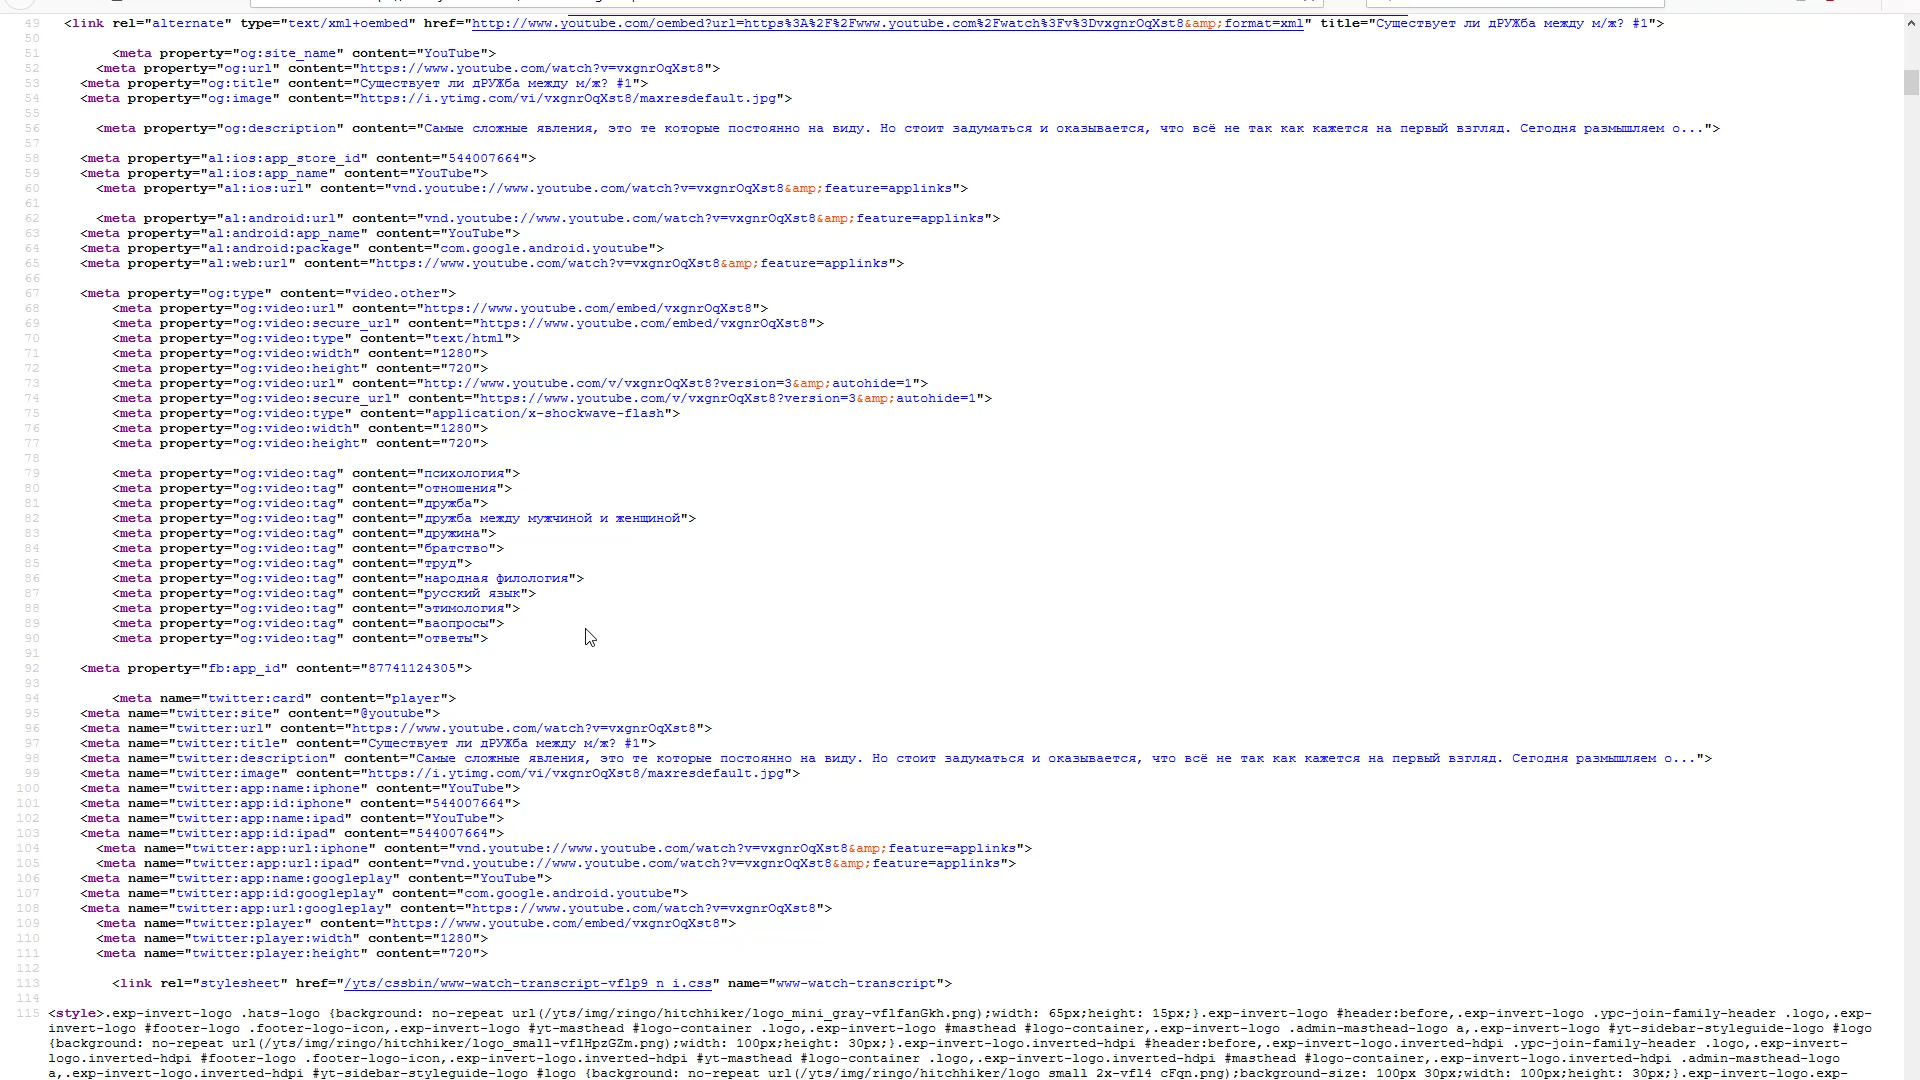 49 <link rel="alternate" type="text/xml+oembed" href="http://www.youtube.com/oembed?url=https%3A%2F%2Fwww.youtube.com%2Fwatch%3Fv%3DvxgnrOqXst8&amp;format=xml" title="Существует ли дРУЖба между м/ж? #1">
50
51 <meta property="og:site_name" content="YouTube">
52 <meta property="og:url" content="https://www.youtube.com/watch?v=vxgnrOqXst8">
53 <meta property="og:title" content="Существует ли дРУЖба между м/ж? #1">
54 <meta property="og:image" content="https://i.ytimg.com/vi/vxgnrOqXst8/maxresdefault.jpg">
55
56 <meta property="og:description" content="Самые сложные явления, это те которые постоянно на виду. Но стоит задуматься и оказывается, что всё не так как кажется на первый взгляд. Сегодня размышляем о...">
57
58 <meta property="al:ios:app_store_id" content="544007664">
59 <meta property="al:ios:app_name" content="YouTube">
60 <meta property="al:ios:url" content="vnd.youtube://www.youtube.com/watch?v=vxgnrOqXst8&amp;feature=applinks">
61
62 <meta property="al:android:url" content="vnd.youtube://www.youtube.com/watch?v=vxgnrOqXst8&amp;feature=applinks">
63 <meta property="al:android:app_name" content="YouTube">
64 <meta property="al:android:package" content="com.google.android.youtube">
65 <meta property="al:web:url" content="https://www.youtube.com/watch?v=vxgnrOqXst8&amp;feature=applinks">
66
67 <meta property="og:type" content="video.other">
68 <meta property="og:video:url" content="https://www.youtube.com/embed/vxgnrOqXst8">
69 <meta property="og:video:secure_url" content="https://www.youtube.com/embed/vxgnrOqXst8">
70 <meta property="og:video:type" content="text/html">
71 <meta property="og:video:width" content="1280">
72 <meta property="og:video:height" content="720">
73 <meta property="og:video:url" content="http://www.youtube.com/v/vxgnrOqXst8?version=3&amp;autohide=1">
74 <meta property="og:video:secure_url" content="https://www.youtube.com/v/vxgnrOqXst8?version=3&amp;autohide=1">
75 <meta property="og:video:type" content="application/x-shockwave-flash">
76 <meta property="og:video:width" content="1280">
77 <meta property="og:video:height" content="720">
78
79 <meta property="og:video:tag" content="психология">
80 <meta property="og:video:tag" content="отношения">
81 <meta property="og:video:tag" content="дружба">
82 <meta property="og:video:tag" content="дружба между мужчиной и женщиной">
83 <meta property="og:video:tag" content="дружина">
84 <meta property="og:video:tag" content="братство">
85 <meta property="og:video:tag" content="труд">
86 <meta property="og:video:tag" content="народная филология">
87 <meta property="og:video:tag" content="русский язык">
88 <meta property="og:video:tag" content="этимология">
89 <meta property="og:video:tag" content="ваопросы">
90 <meta property="og:video:tag" content="ответы">
91
92 <meta property="fb:app_id" content="87741124305">
93
94 <meta name="twitter:card" content="player">
95 <meta name="twitter:site" content="@youtube">
96 <meta name="twitter:url" content="https://www.youtube.com/watch?v=vxgnrOqXst8">
97 <meta name="twitter:title" content="Существует ли дРУЖба между м/ж? #1">
98 <meta name="twitter:description" content="Самые сложные явления, это те которые постоянно на виду. Но стоит задуматься и оказывается, что всё не так как кажется на первый взгляд. Сегодня размышляем о...">
99 <meta name="twitter:image" content="https://i.ytimg.com/vi/vxgnrOqXst8/maxresdefault.jpg">
100 <meta name="twitter:app:name:iphone" content="YouTube">
101 <meta name="twitter:app:id:iphone" content="544007664">
102 <meta name="twitter:app:name:ipad" content="YouTube">
103 <meta name="twitter:app:id:ipad" content="544007664">
104 <meta name="twitter:app:url:iphone" content="vnd.youtube://www.youtube.com/watch?v=vxgnrOqXst8&amp;feature=applinks">
105 <meta name="twitter:app:url:ipad" content="vnd.youtube://www.youtube.com/watch?v=vxgnrOqXst8&amp;feature=applinks">
106 <meta name="twitter:app:name:googleplay" content="YouTube">
107 <meta name="twitter:app:id:googleplay" content="com.google.android.youtube">
108 <meta name="twitter:app:url:googleplay" content="https://www.youtube.com/watch?v=vxgnrOqXst8">
109 <meta name="twitter:player" content="https://www.youtube.com/embed/vxgnrOqXst8">
110 <meta name="twitter:player:width" content="1280">
111 <meta name="twitter:player:height" content="720">
112
113 <link rel="stylesheet" href="/yts/cssbin/www-watch-transcript-vflp9_n_i.css" name="www-watch-transcript">
114
115 <style>.exp-invert-logo .hats-logo {background: no-repeat url(/yts/img/ringo/hitchhiker/logo_mini_gray-vflfanGkh.png);width: 65px;height: 15px;}.exp-invert-logo #header:before,.exp-invert-logo .ypc-join-family-header .logo,.exp-
invert-logo #footer-logo .footer-logo-icon,.exp-invert-logo #yt-masthead #logo-container .logo,.exp-invert-logo #masthead #logo-container,.exp-invert-logo .admin-masthead-logo a,.exp-invert-logo #yt-sidebar-styleguide-logo #logo
{background: no-repeat url(/yts/img/ringo/hitchhiker/logo_small-vflHpzGZm.png);width: 100px;height: 30px;}.exp-invert-logo.inverted-hdpi #header:before,.exp-invert-logo.inverted-hdpi .ypc-join-family-header .logo,.exp-invert-
logo.inverted-hdpi #footer-logo .footer-logo-icon,.exp-invert-logo.inverted-hdpi #yt-masthead #logo-container .logo,.exp-invert-logo.inverted-hdpi #masthead #logo-container,.exp-invert-logo.inverted-hdpi .admin-masthead-logo
a,.exp-invert-logo.inverted-hdpi #yt-sidebar-styleguide-logo #logo {background: no-repeat url(/yts/img/ringo/hitchhiker/logo_small_2x-vfl4_cFqn.png);background-size: 100px 30px;width: 100px;height: 30px;}.exp-invert-logo.exp-